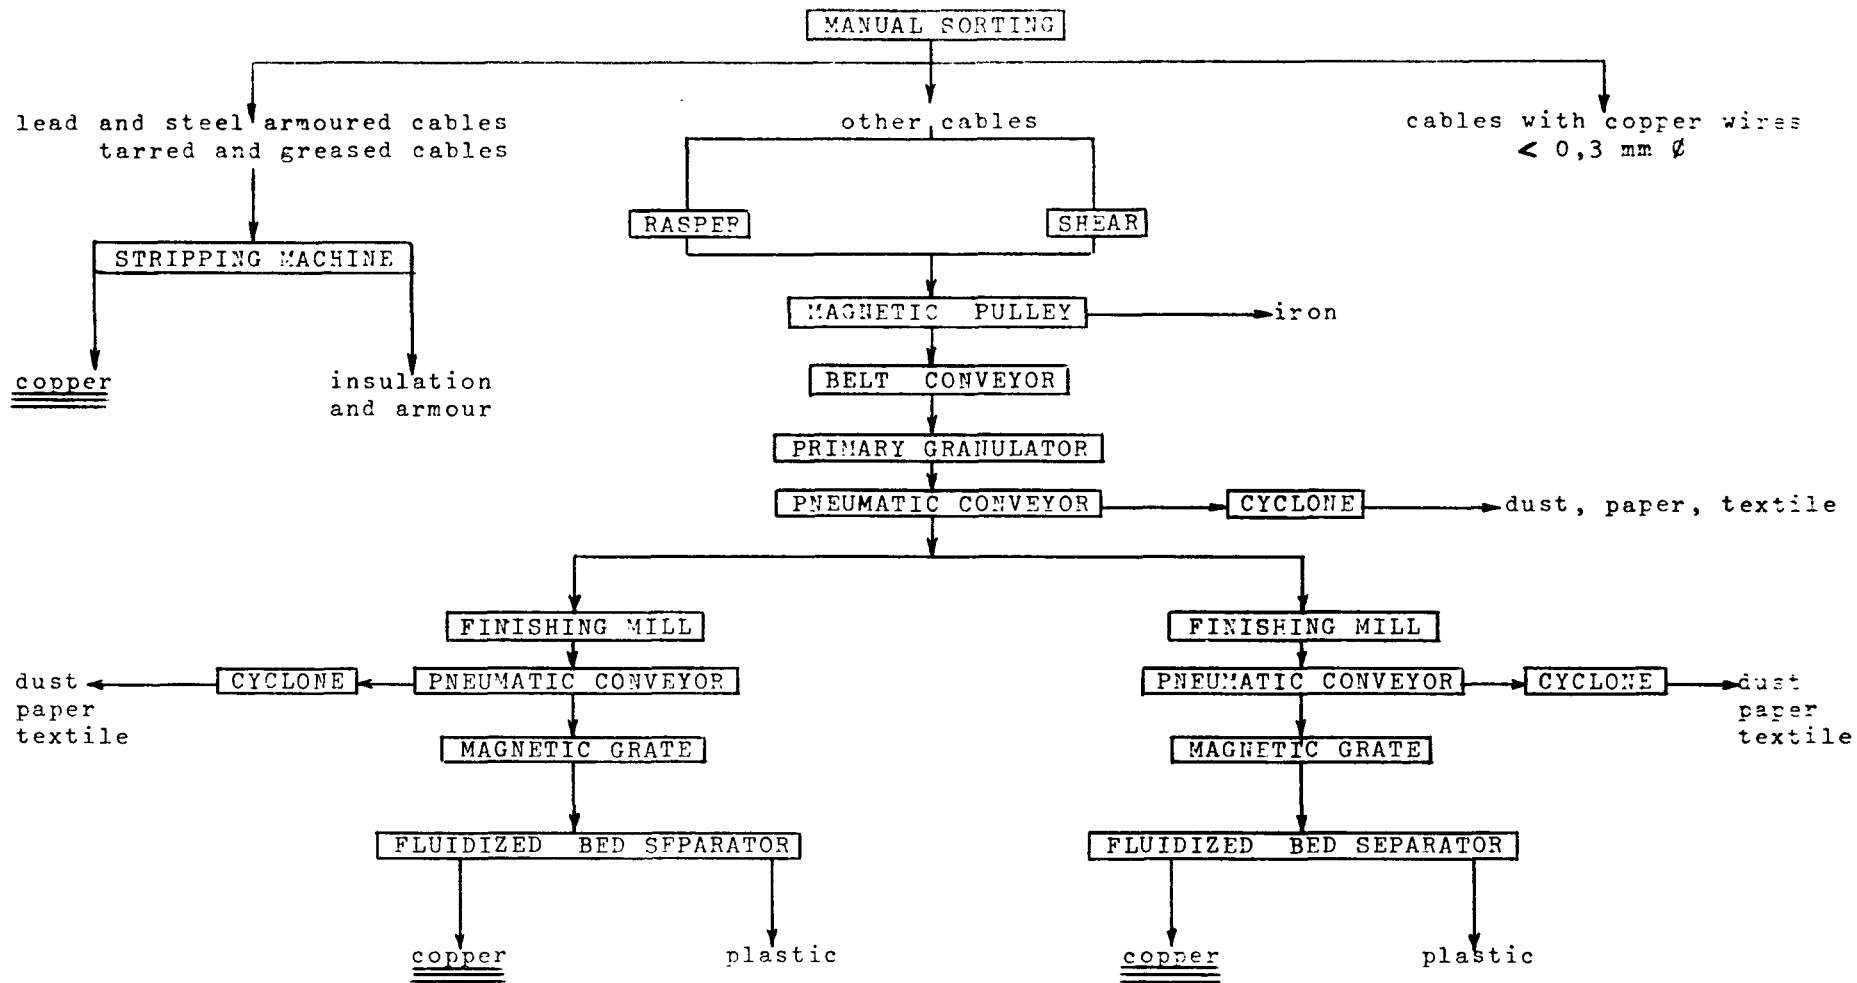 MANUAL SORTING
lead and steel armoured cables
tarred and greased cables
other cables
cables with copper wires
< 0,3 mm Ø
RASPER
SHEAR
STRIPPING MACHINE
MAGNETIC PULLEY
iron
copper
insulation
and armour
BELT CONVEYOR
PRIMARY GRANULATOR
PNEUMATIC CONVEYOR
CYCLONE
dust, paper, textile
FINISHING MILL
FINISHING MILL
dust
paper
textile
CYCLONE
PNEUMATIC CONVEYOR
PNEUMATIC CONVEYOR
CYCLONE
dust
paper
textile
MAGNETIC GRATE
MAGNETIC GRATE
FLUIDIZED BED SEPARATOR
FLUIDIZED BED SEPARATOR
copper
plastic
copper
plastic